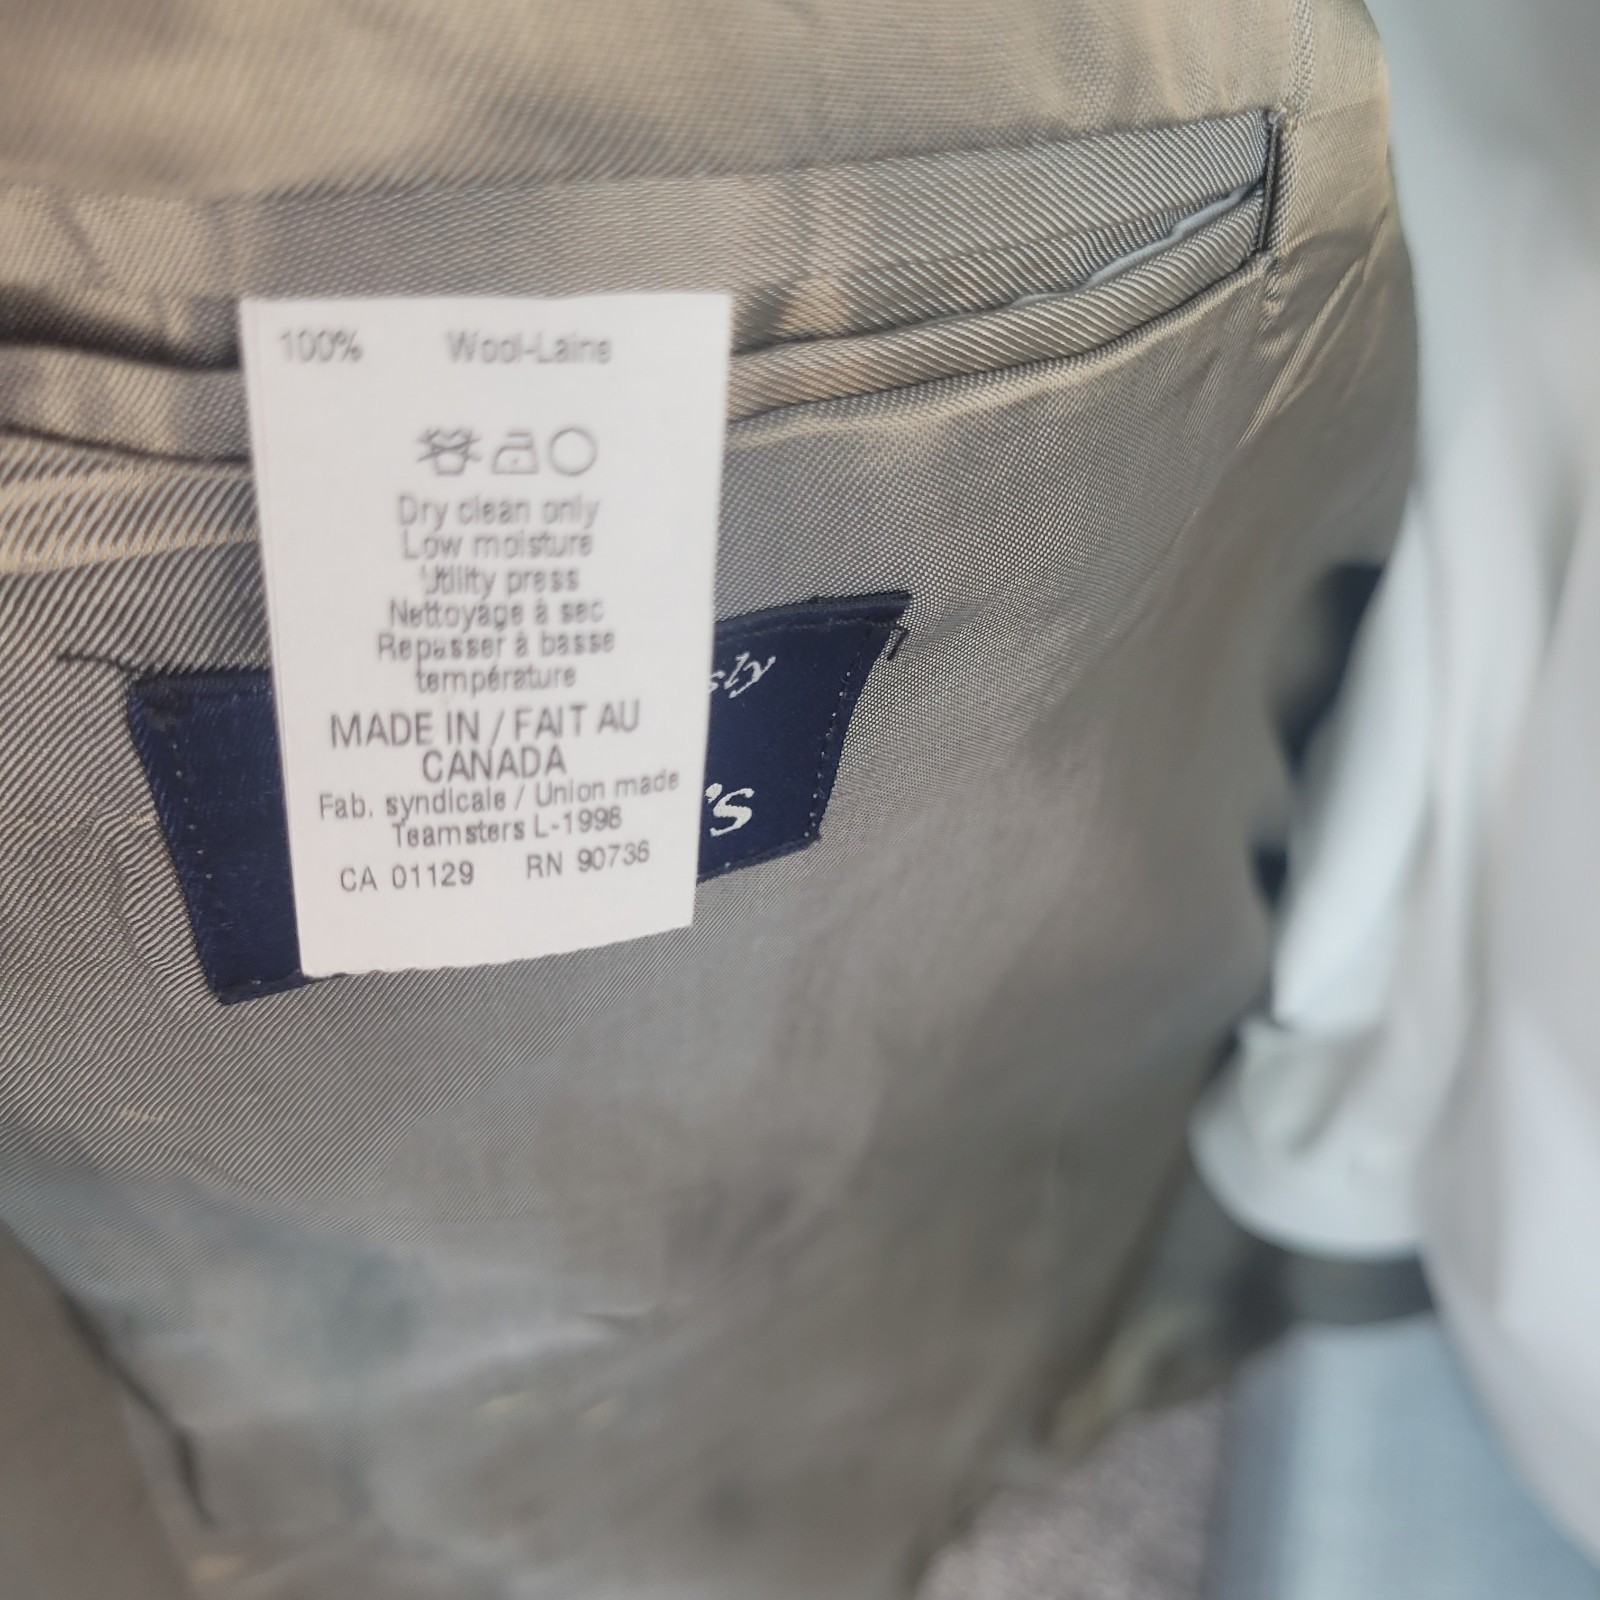 100% Wool-Laine
Dry clean only
Low moisture
Utility press
Nettoyage à sec
Repasser à basse
température
MADE IN / FAIT AU
CANADA
Fab. syndicale / Union made
Teamsters L-1998
CA 01129 RN 90736
sly
's